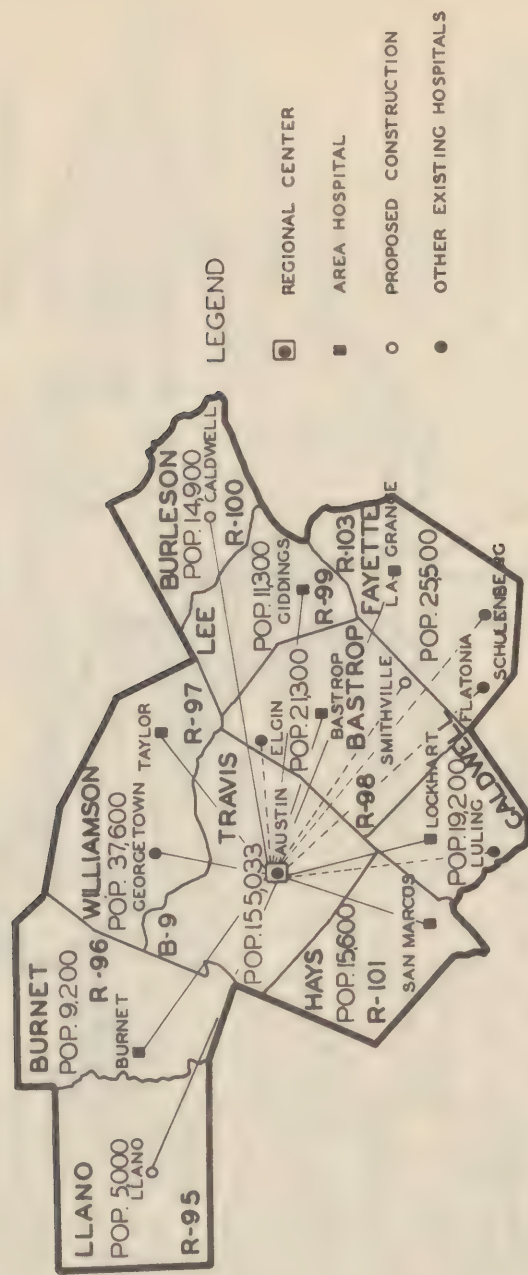 LLANO
POP. 5,000
LLANO
R-95
BURNET
POP. 9,200
R-96
BURNET
WILLIAMSON
POP. 37,600
GEORGETOWN
TAYLOR
R-97
B-9
TRAVIS
POP. 155,033
AUSTIN
ELGIN
POP. 21,300
BASTROP
BASTROP
SMITHVILLE
R-98
LEE
POP. 11,300
GIDDINGS
R-99
BURLESON
POP. 14,900
CALDWELL
R-100
HAYS
POP. 15,600
R-101
SAN MARCOS
LOCKHART
POP. 19,200
LULING
CALDWELL
R-103
FAYETTE
LA GRANGE
POP. 25,500
FLATONIA
SCHULENBERG
LEGEND
REGIONAL CENTER
AREA HOSPITAL
PROPOSED CONSTRUCTION
OTHER EXISTING HOSPITALS